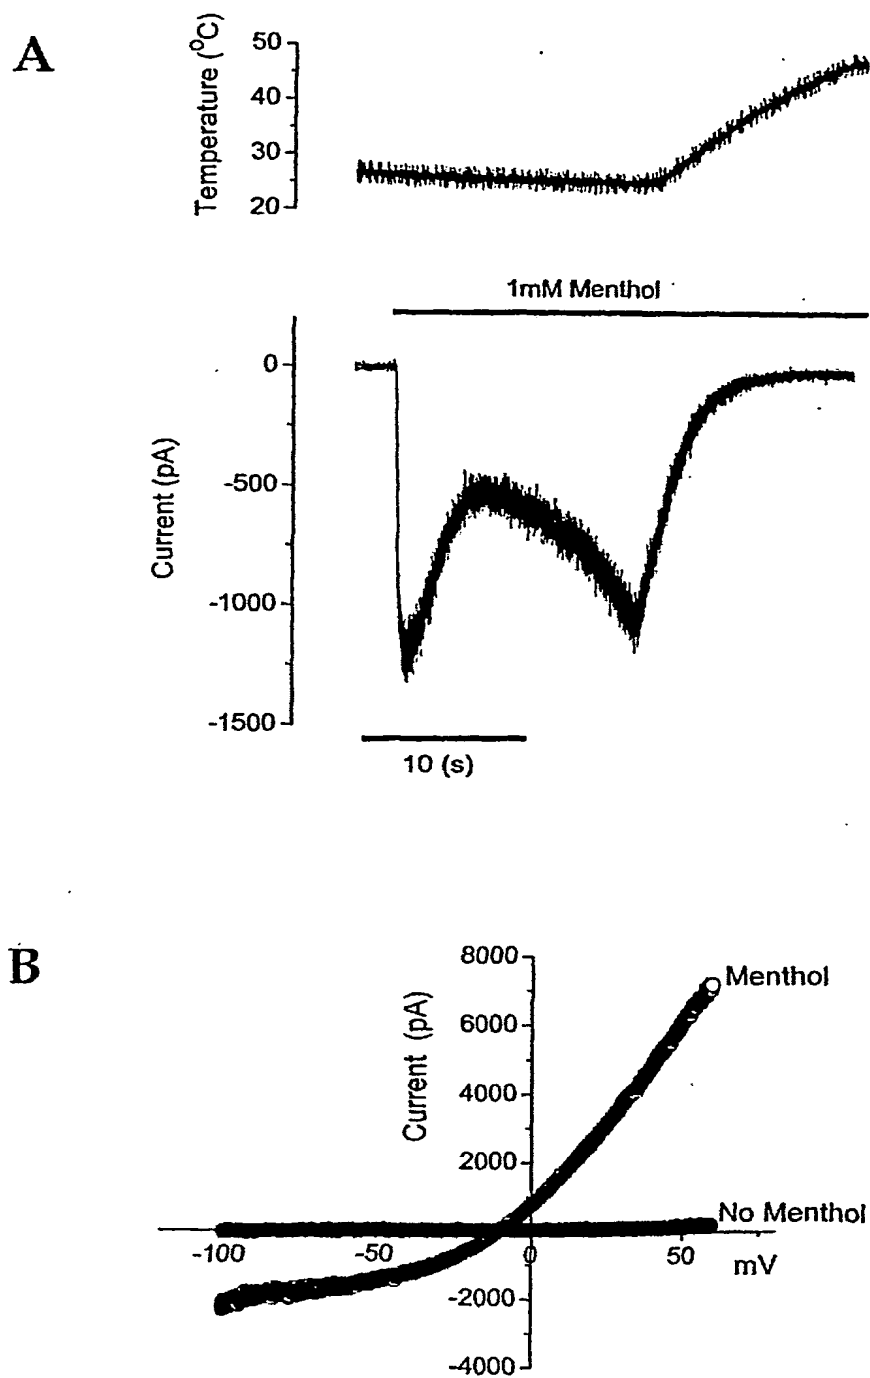 A
Temperature (°C)
50
40
30
20
1mM Menthol
Current (pA)
0
-500
-1000
-1500
10 (s)
B
Current (pA)
8000
6000
4000
2000
Menthol
No Menthol
-100
-50
0
50
mV
-2000
-4000